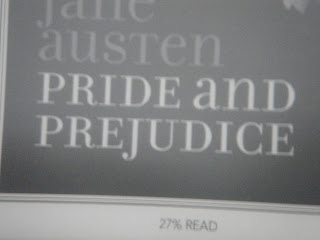 jane
austen
PRIDE and
PREJUDICE
27% READ